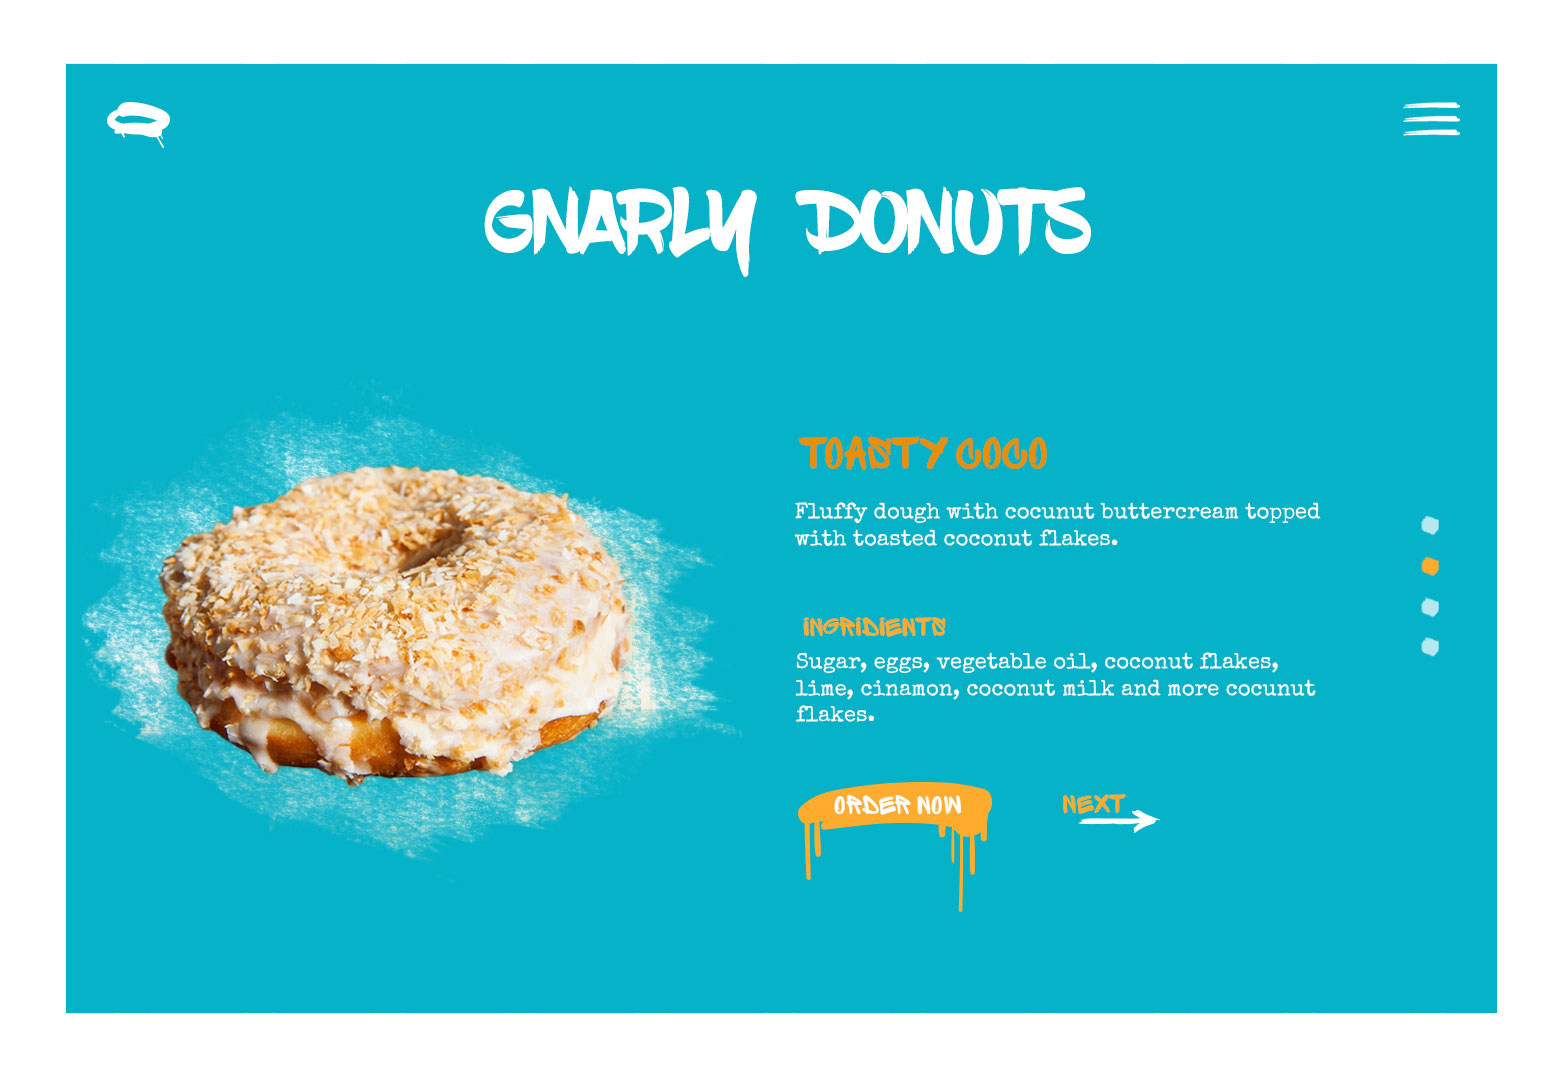 GNARLY DONUTS
TOASTY COCO
Fluffy dough with cocunut buttercream topped
with toasted coconut flakes.
INGRIDIENTS
Sugar, eggs, vegetable oil, coconut flakes,
lime, cinamon, coconut milk and more cocunut
flakes.
ORDER NOW
NEXT